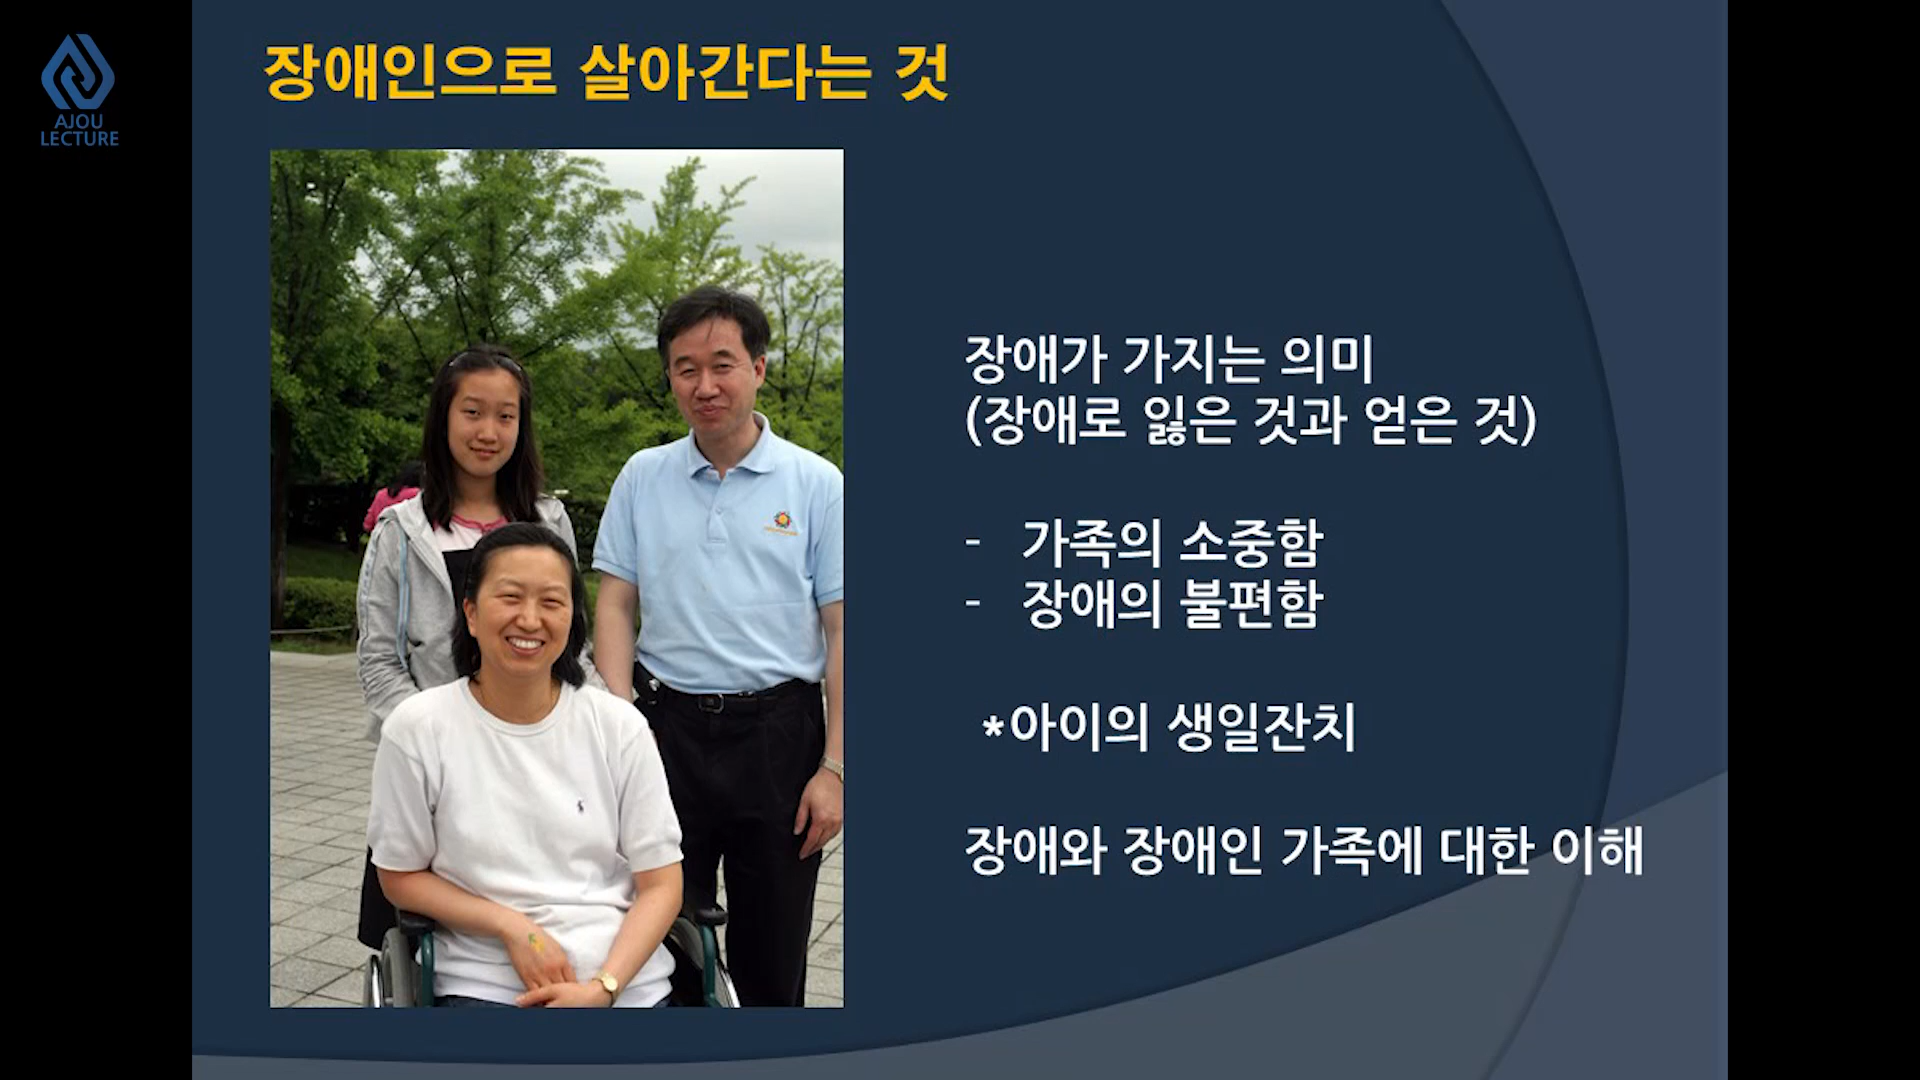 AJOU
LECTURE
장애인으로 살아간다는 것
장애가 가지는 의미
(장애로 잃은 것과 얻은 것)
- 가족의 소중함
- 장애의 불편함
*아이의 생일잔치
장애와 장애인 가족에 대한 이해